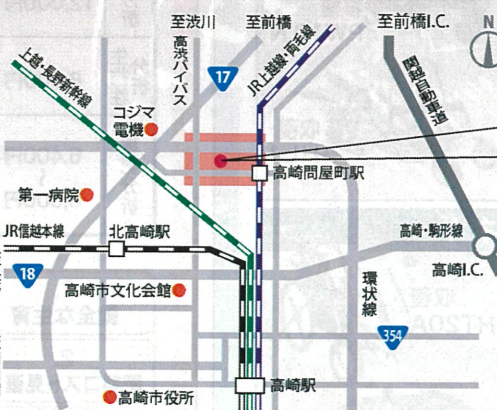 至渋川
至前橋
至前橋I.C.
N
高渋バイパス
17
JR上越線・両毛線
関越自動車道
上越・長野新幹線
コジマ
電機
高崎問屋町駅
第一病院
JR信越本線
北高崎駅
高崎・駒形線
高崎I.C.
18
高崎市文化会館
環状線
354
高崎駅
高崎市役所